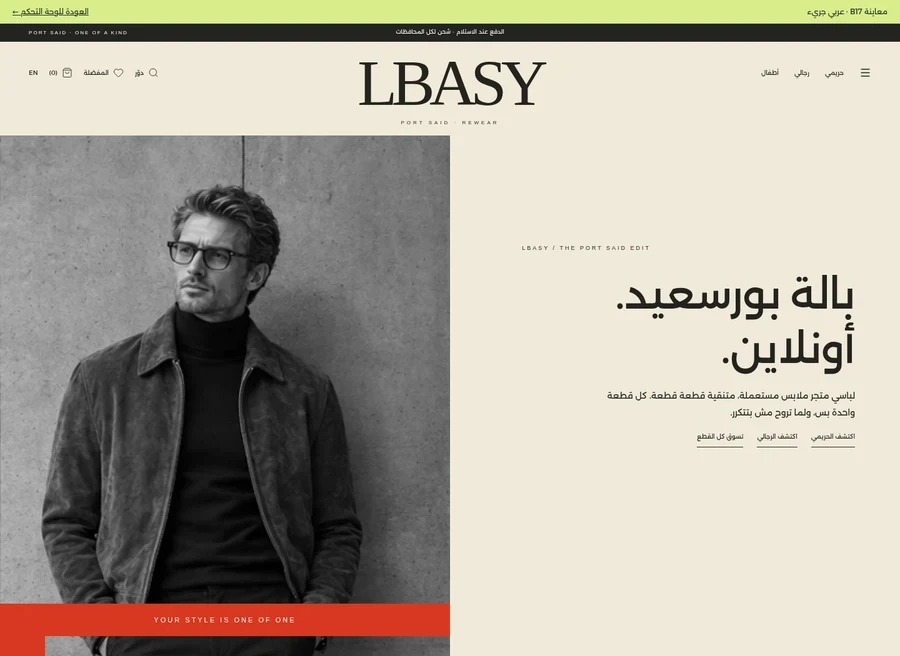 معاينة B17 · عربي جريء
العودة للوحة التحكم ←
الدفع عند الاستلام · شحن لكل المحافظات
PORT SAID · ONE OF A KIND
حريمي
رجالي
أطفال
LBASY
PORT SAID · REWEAR
دوّر
المفضلة
(0)
EN
LBASY / THE PORT SAID EDIT
بالة بورسعيد.
أونلاين.
لباسي متجر ملابس مستعملة، متنقية قطعة قطعة. كل قطعة
واحدة بس، ولما تروح مش بتتكرر.
اكتشف الحريمي
اكتشف الرجالي
تسوق كل القطع
YOUR STYLE IS ONE OF ONE